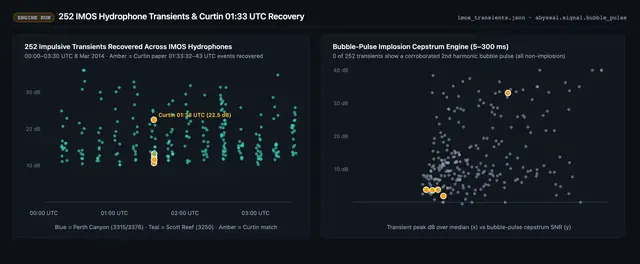 ENGINE RUN
252 IMOS Hydrophone Transients & Curtin 01:33 UTC Recovery
imos_transients.json · abyssal.signal.bubble_pulse
252 Impulsive Transients Recovered Across IMOS Hydrophones
00:00–03:30 UTC 8 Mar 2014 · Amber = Curtin paper 01:33:32–43 UTC events recovered
30 dB
Curtin 01:33 UTC (22.5 dB)
00:00 UTC
01:00 UTC
02:00 UTC
03:00 UTC
Blue = Perth Canyon (3315/3376) · Teal = Scott Reef (3250) · Amber = Curtin match
Bubble-Pulse Implosion Cepstrum Engine (5–300 ms)
0 of 252 transients show a corroborated 2nd harmonic bubble pulse (all non-implosion)
40 dB
30 dB
20 dB
10 dB
Transient peak dB over median (x) vs bubble-pulse cepstrum SNR (y)